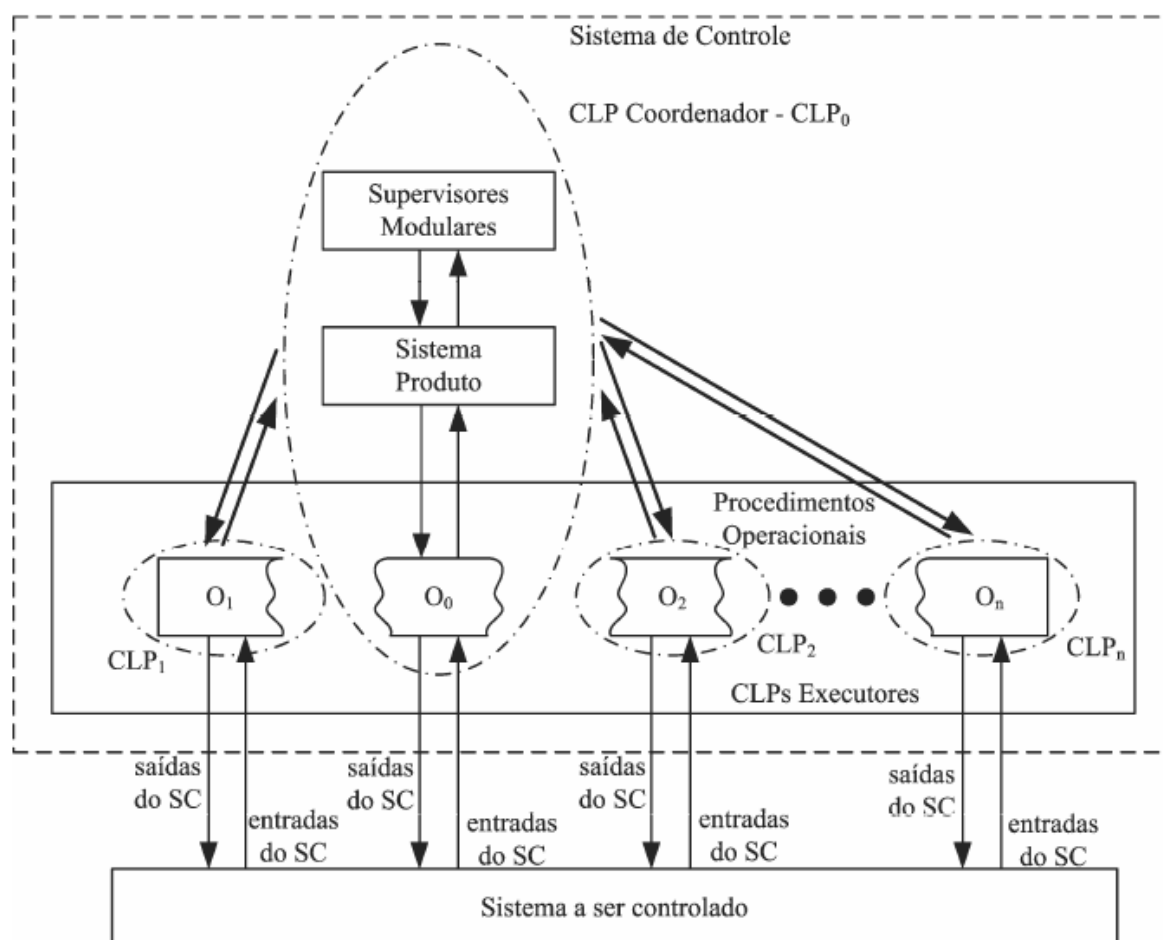 Sistema de Controle
CLP Coordenador - CLP₀
Supervisores
Modulares
Sistema
Produto
Procedimentos
Operacionais
O₁
O₀
O₂
Oₙ
CLP₁
CLP₂
CLPₙ
CLPs Executores
saídas
do SC
entradas
do SC
saídas
do SC
entradas
do SC
saídas
do SC
entradas
do SC
saídas
do SC
entradas
do SC
Sistema a ser controlado